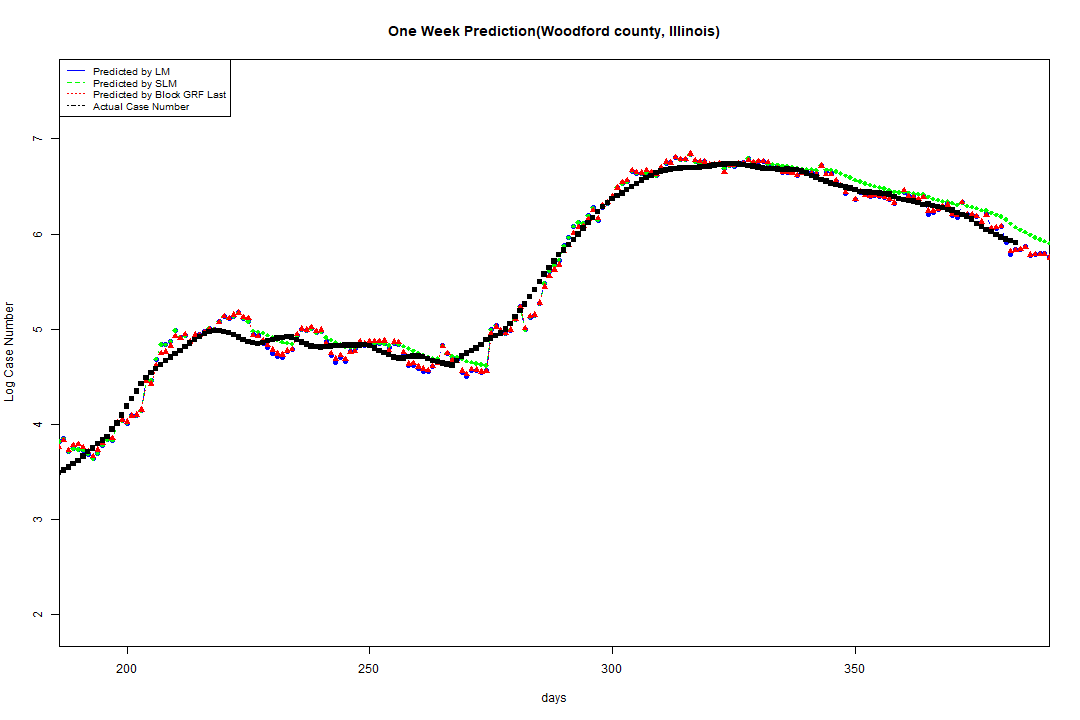 One Week Prediction(Woodford county, Illinois)
Predicted by LM
Predicted by SLM
Predicted by Block GRF Last
Actual Case Number
7
6
5
4
3
2
Log Case Number
200 250 300 350
days